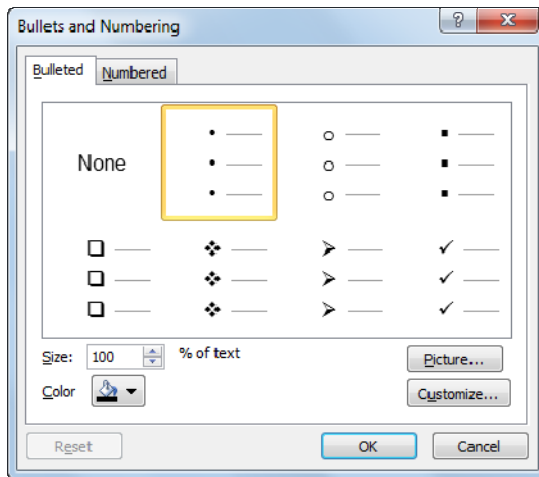 Bullets and Numbering
?
Bulleted
Numbered
None
Size:
100
% of text
Picture...
Color
Customize...
Reset
OK
Cancel